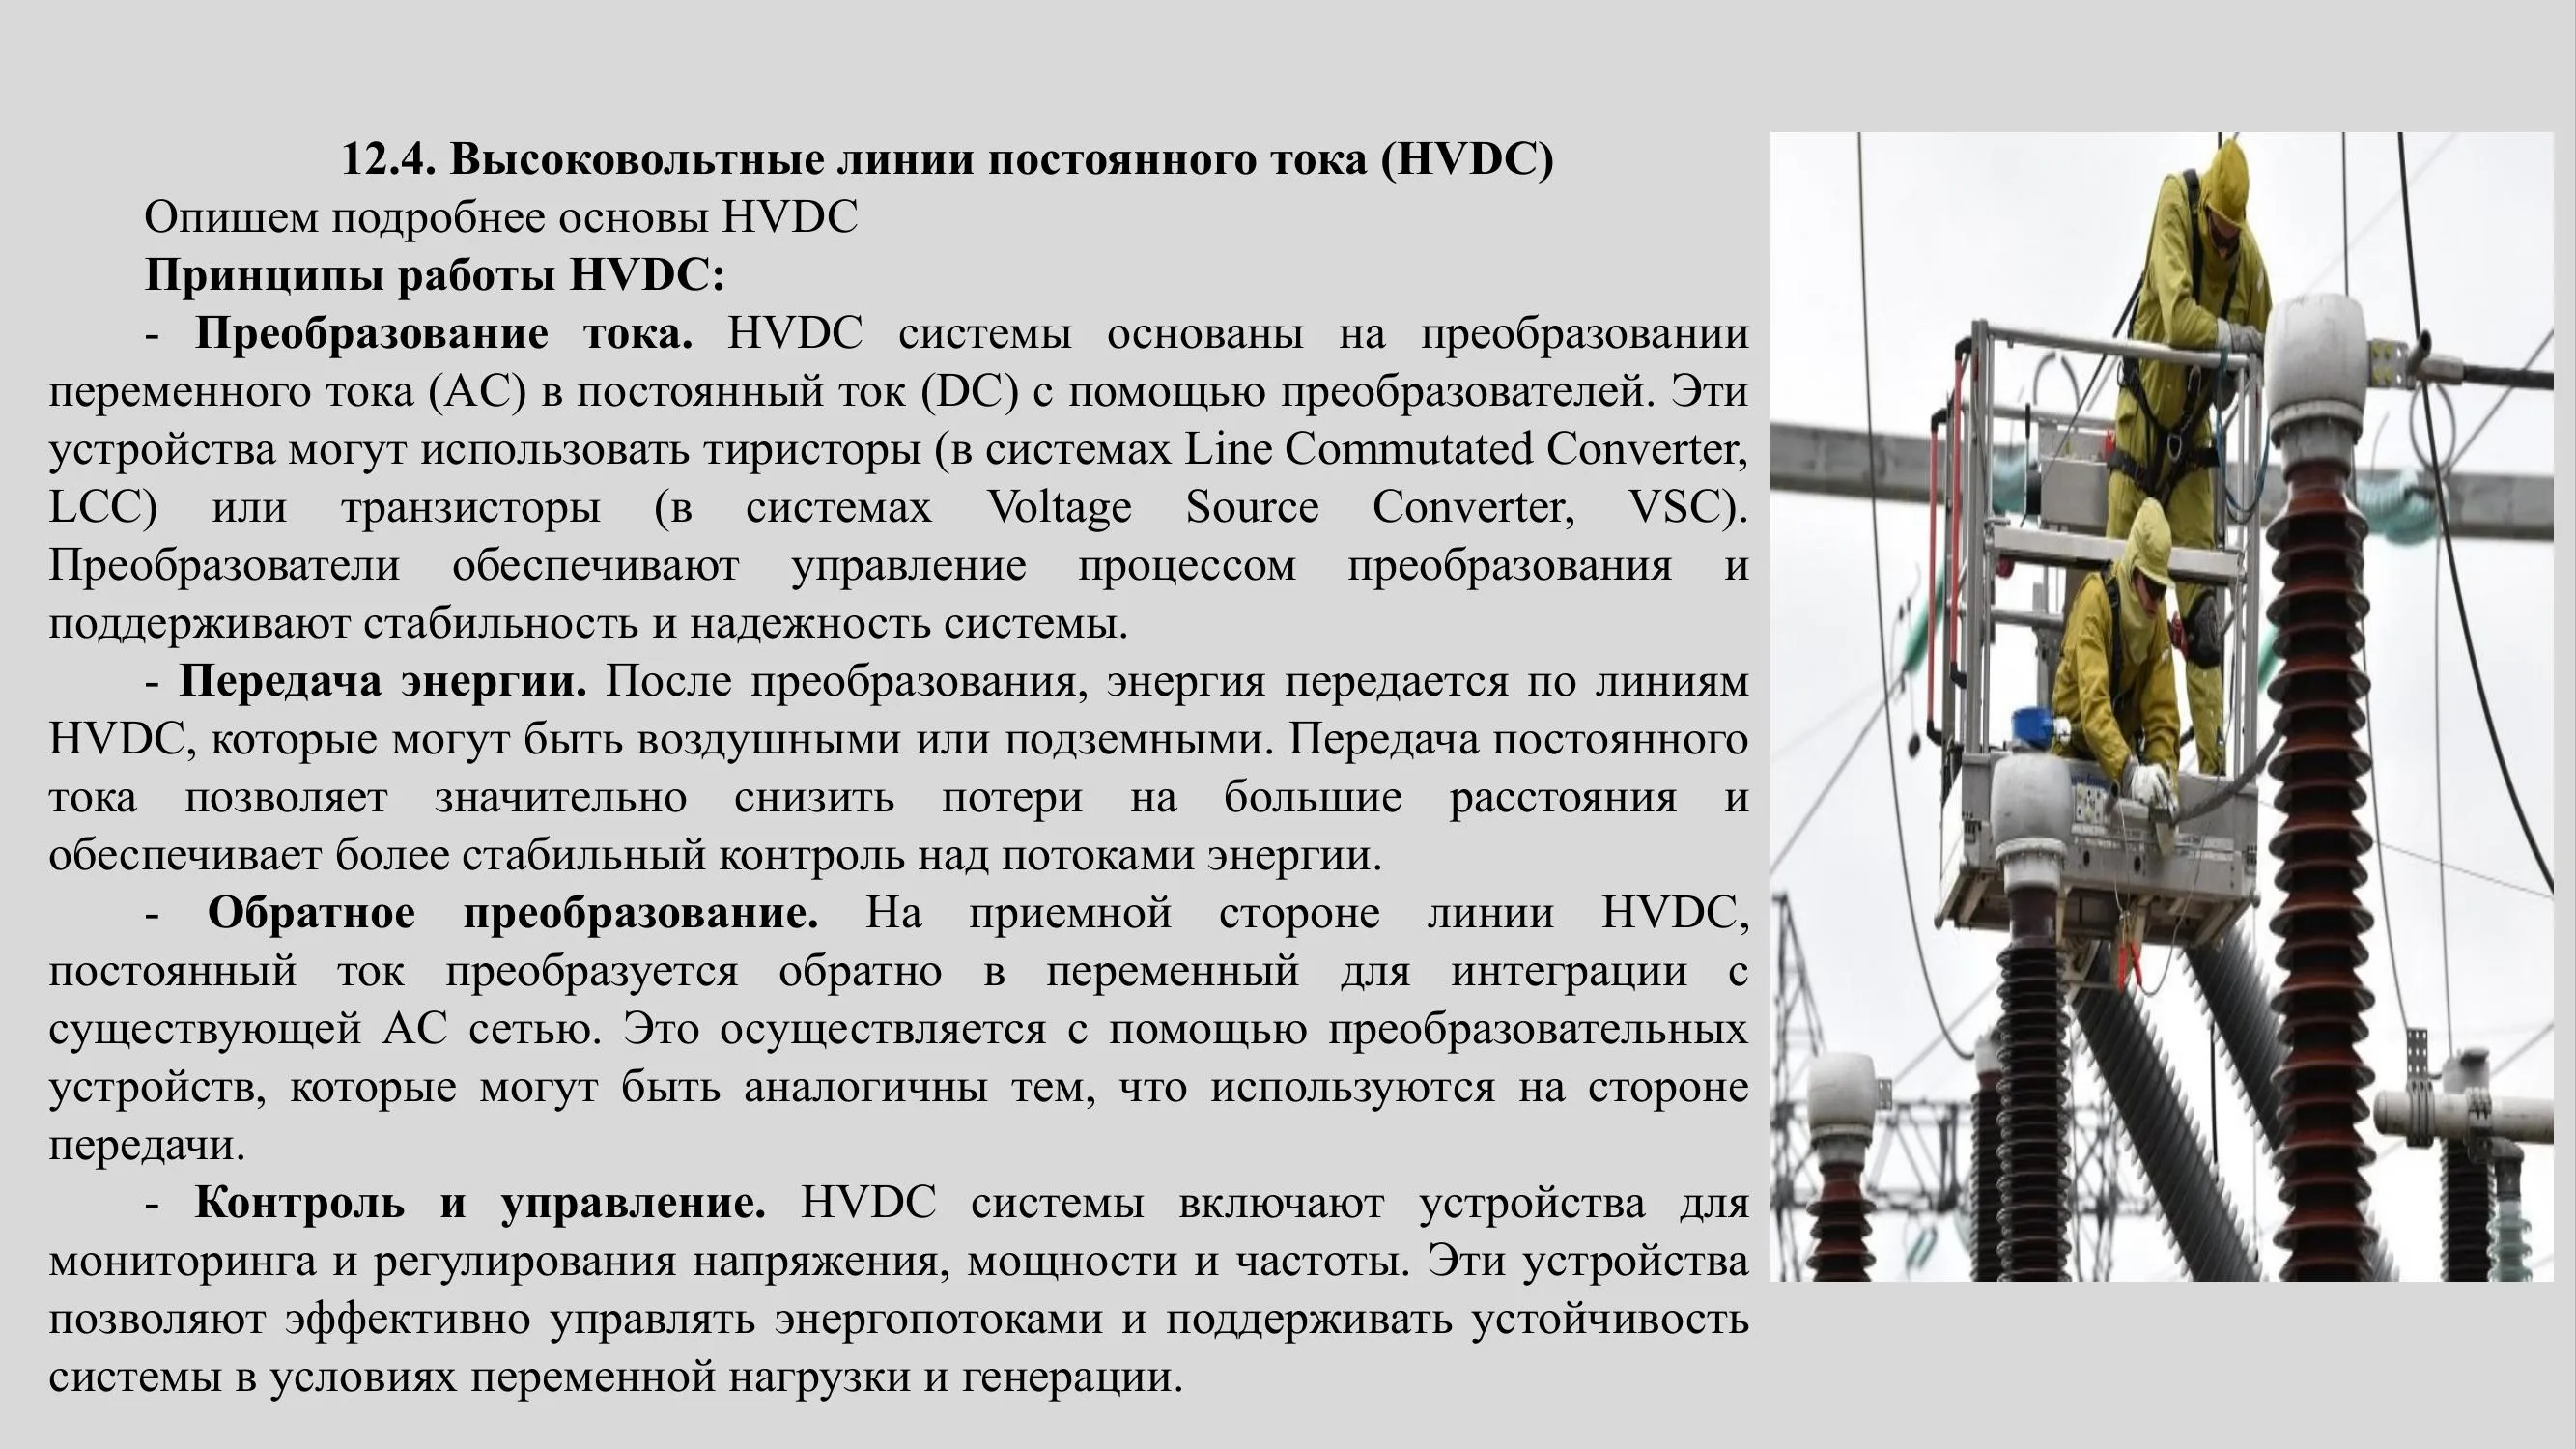 12.4. Высоковольтные линии постоянного тока (HVDC)
Опишем подробнее основы HVDC
Принципы работы HVDC:
- Преобразование тока. HVDC системы основаны на преобразовании
переменного тока (AC) в постоянный ток (DC) с помощью преобразователей. Эти
устройства могут использовать тиристоры (в системах Line Commutated Converter,
LCC) или транзисторы (в системах Voltage Source Converter, VSC).
Преобразователи обеспечивают управление процессом преобразования и
поддерживают стабильность и надежность системы.
- Передача энергии. После преобразования, энергия передается по линиям
HVDC, которые могут быть воздушными или подземными. Передача постоянного
тока позволяет значительно снизить потери на большие расстояния и
обеспечивает более стабильный контроль над потоками энергии.
- Обратное преобразование. На приемной стороне линии HVDC,
постоянный ток преобразуется обратно в переменный для интеграции с
существующей AC сетью. Это осуществляется с помощью преобразовательных
устройств, которые могут быть аналогичны тем, что используются на стороне
передачи.
- Контроль и управление. HVDC системы включают устройства для
мониторинга и регулирования напряжения, мощности и частоты. Эти устройства
позволяют эффективно управлять энергопотоками и поддерживать устойчивость
системы в условиях переменной нагрузки и генерации.